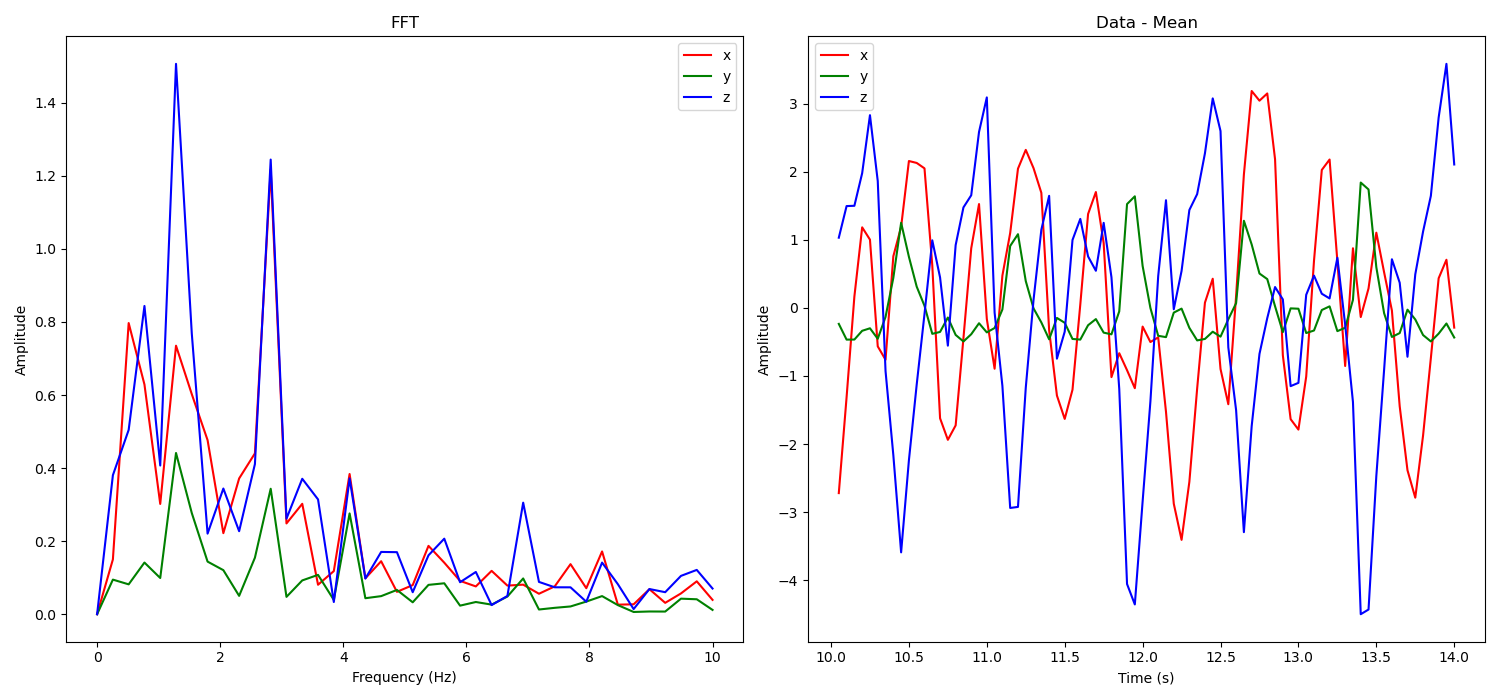 FFT
x
y
z
1.4
1.2
1.0
0.8
0.6
0.4
0.2
0.0
Amplitude
0 2 4 6 8 10
Frequency (Hz)
Data - Mean
x
y
z
3
2
1
0
−1
−2
−3
−4
Amplitude
10.0 10.5 11.0 11.5 12.0 12.5 13.0 13.5 14.0
Time (s)